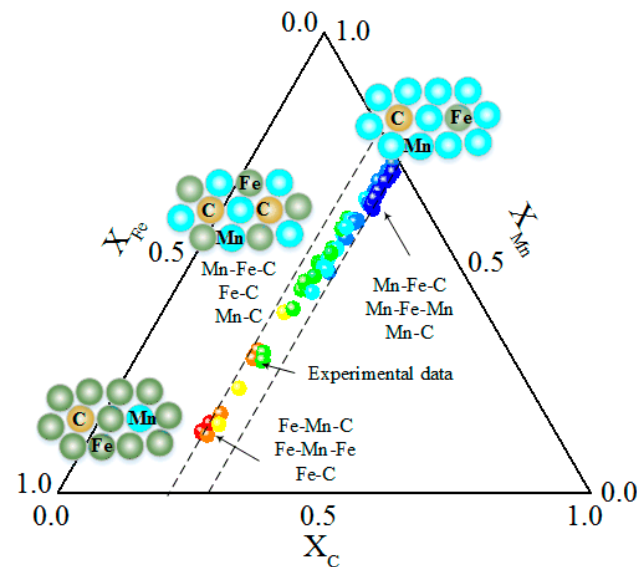 0.0 1.0
C Fe
Mn
Fe
C C
Mn
X_Fe
0.5
X_Mn
0.5
Mn-Fe-C
Fe-C
Mn-C
Mn-Fe-C
Mn-Fe-Mn
Mn-C
Experimental data
C Mn
Fe
Fe-Mn-C
Fe-Mn-Fe
Fe-C
1.0 0.0
0.0 0.5 1.0
X_C